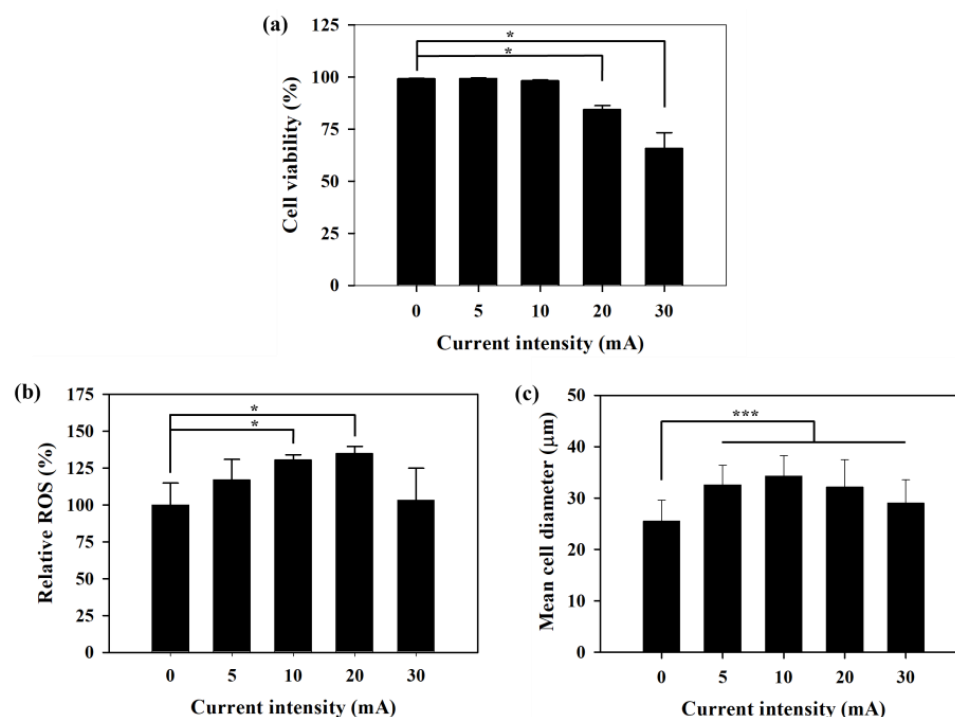 (a)
125
100
75
50
25
0
Cell viability (%)
*
*
0 5 10 20 30
Current intensity (mA)
(b)
175
150
125
100
75
50
25
0
Relative ROS (%)
*
*
0 5 10 20 30
Current intensity (mA)
(c)
50
40
30
20
10
0
Mean cell diameter (μm)
***
0 5 10 20 30
Current intensity (mA)